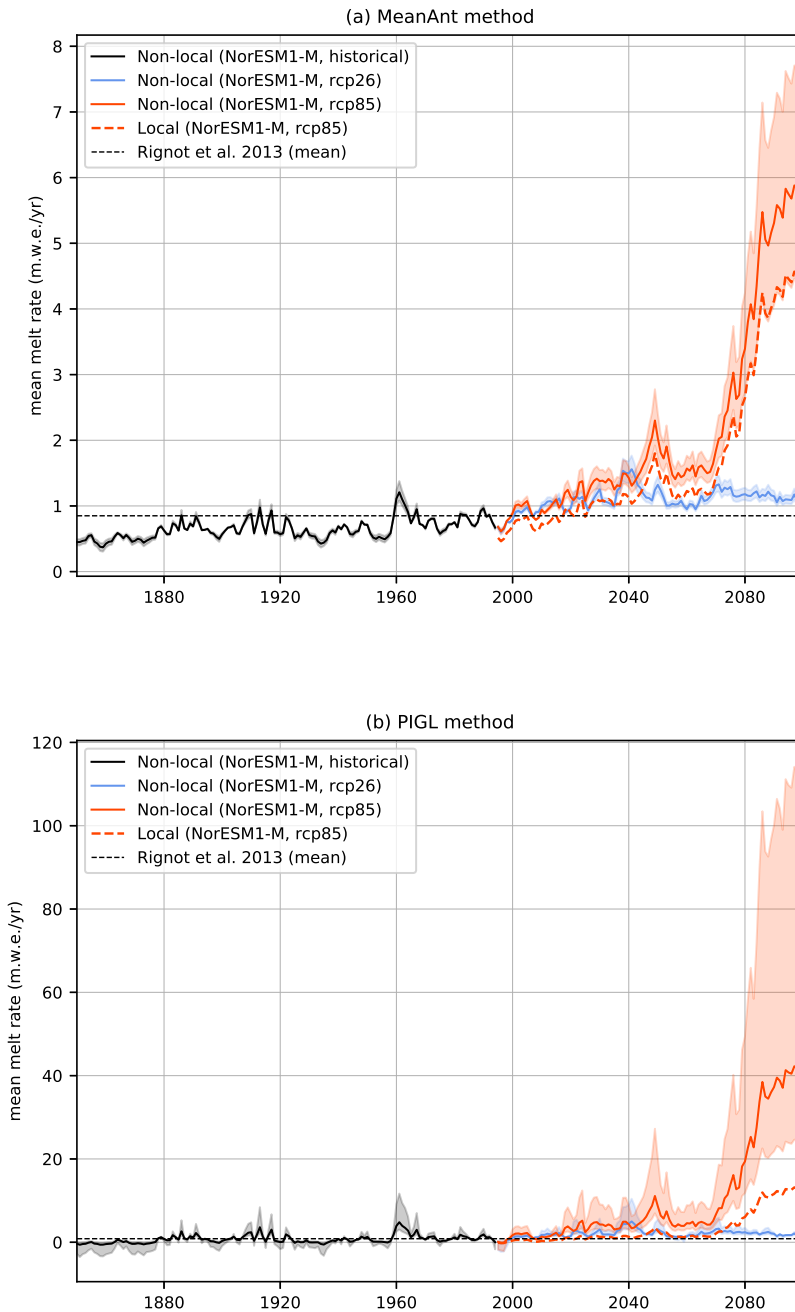 (a) MeanAnt method
mean melt rate (m.w.e./yr)
8
7
6
5
4
3
2
1
0
Non-local (NorESM1-M, historical)
Non-local (NorESM1-M, rcp26)
Non-local (NorESM1-M, rcp85)
Local (NorESM1-M, rcp85)
Rignot et al. 2013 (mean)
1880 1920 1960 2000 2040 2080
(b) PIGL method
mean melt rate (m.w.e./yr)
120
100
80
60
40
20
0
Non-local (NorESM1-M, historical)
Non-local (NorESM1-M, rcp26)
Non-local (NorESM1-M, rcp85)
Local (NorESM1-M, rcp85)
Rignot et al. 2013 (mean)
1880 1920 1960 2000 2040 2080